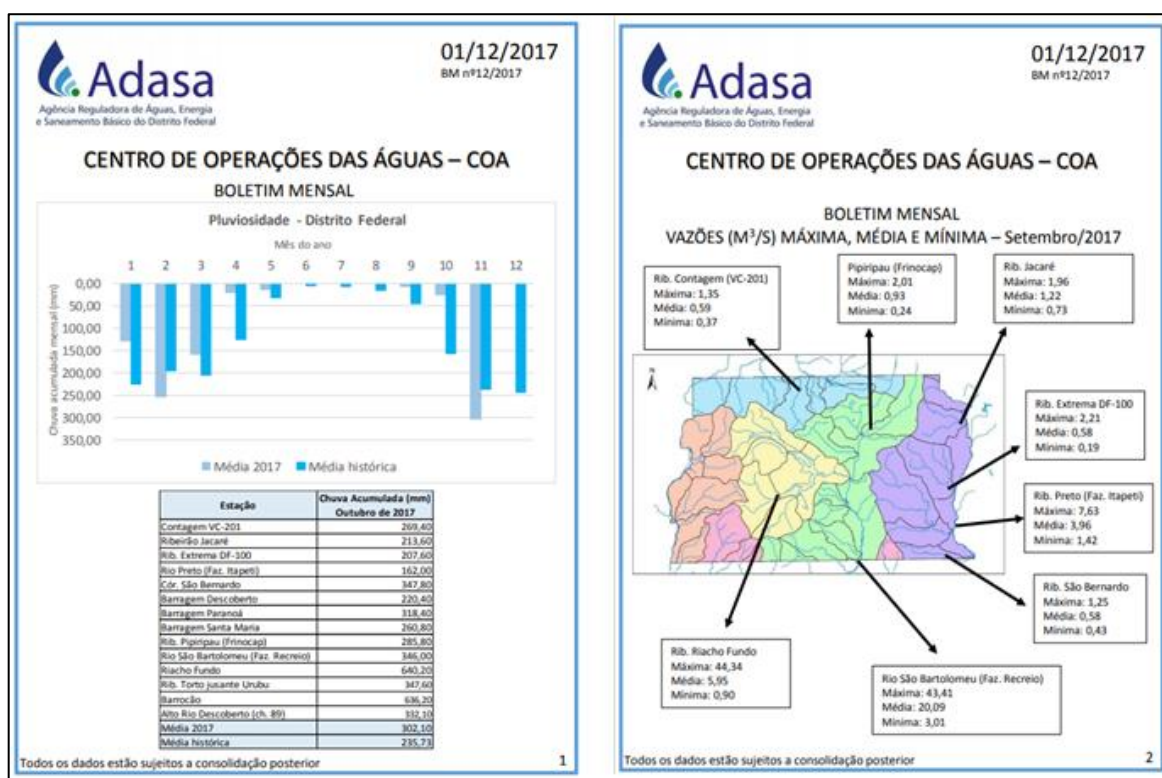 Adasa
Agência Reguladora de Águas, Energia
e Saneamento Básico do Distrito Federal
01/12/2017
BM nº12/2017
CENTRO DE OPERAÇÕES DAS ÁGUAS – COA
BOLETIM MENSAL
Pluviosidade - Distrito Federal
Mês do ano
1 2 3 4 5 6 7 8 9 10 11 12
Chuva acumulada mensal (mm)
0,00
50,00
100,00
150,00
200,00
250,00
300,00
350,00
Média 2017 Média histórica
Estação Chuva Acumulada (mm) Outubro de 2017
Contagem VC-201 269,40
Ribeirão Jacaré 213,60
Rib. Extrema DF-100 207,60
Rio Preto (Faz. Itapeti) 162,00
Cór. São Bernardo 347,80
Barragem Descoberto 220,40
Barragem Paranoá 318,40
Barragem Santa Maria 260,80
Rib. Pipiripau (Frinocap) 285,80
Rio São Bartolomeu (Faz. Recreio) 346,00
Riacho Fundo 640,20
Rib. Torto jusante Urubu 347,60
Barrocão 636,20
Alto Rio Descoberto (ch. 89) 332,10
Média 2017 302,10
Média histórica 235,73
Todos os dados estão sujeitos a consolidação posterior
1
Adasa
Agência Reguladora de Águas, Energia
e Saneamento Básico do Distrito Federal
01/12/2017
BM nº12/2017
CENTRO DE OPERAÇÕES DAS ÁGUAS – COA
BOLETIM MENSAL
VAZÕES (M³/S) MÁXIMA, MÉDIA E MÍNIMA – Setembro/2017
Rib. Contagem (VC-201)
Máxima: 1,35
Média: 0,59
Mínima: 0,37
Pipiripau (Frinocap)
Máxima: 2,01
Média: 0,93
Mínima: 0,24
Rib. Jacaré
Máxima: 1,96
Média: 1,22
Mínima: 0,73
Rib. Extrema DF-100
Máxima: 2,21
Média: 0,58
Mínima: 0,19
Rib. Preto (Faz. Itapeti)
Máxima: 7,63
Média: 3,96
Mínima: 1,42
Rib. São Bernardo
Máxima: 1,25
Média: 0,58
Mínima: 0,43
Rib. Riacho Fundo
Máxima: 44,34
Média: 5,95
Mínima: 0,90
Rio São Bartolomeu (Faz. Recreio)
Máxima: 43,41
Média: 20,09
Mínima: 3,01
Todos os dados estão sujeitos a consolidação posterior
2